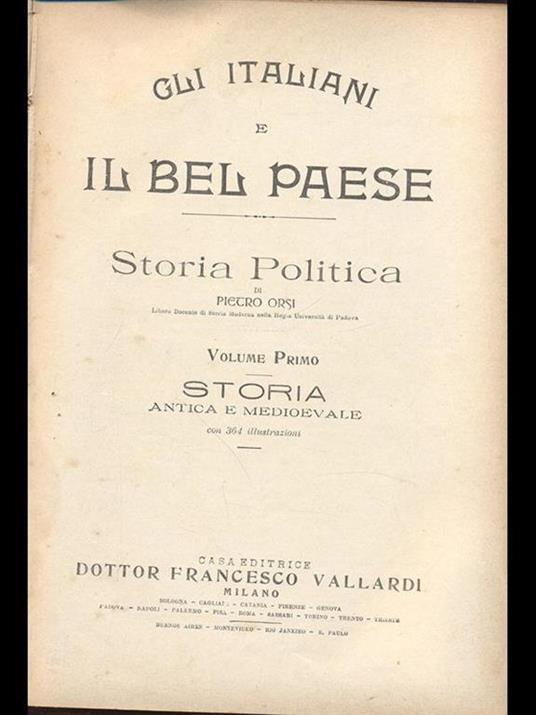 GLI ITALIANI
E
IL BEL PAESE
Storia Politica
DI
PIETRO ORSI
Libero Docente di Storia Moderna nella Regia Università di Padova
VOLUME PRIMO
STORIA
ANTICA E MEDIOEVALE
con 364 illustrazioni
CASA EDITRICE
DOTTOR FRANCESCO VALLARDI
MILANO
BOLOGNA - CAGLIARI - CATANIA - FIRENZE - GENOVA
PADOVA - NAPOLI - PALERMO - PISA - ROMA - SASSARI - TORINO - TRENTO - TRIESTE
BUENOS AIRES - MONTEVIDEO - RIO JANEIRO - S. PAULO